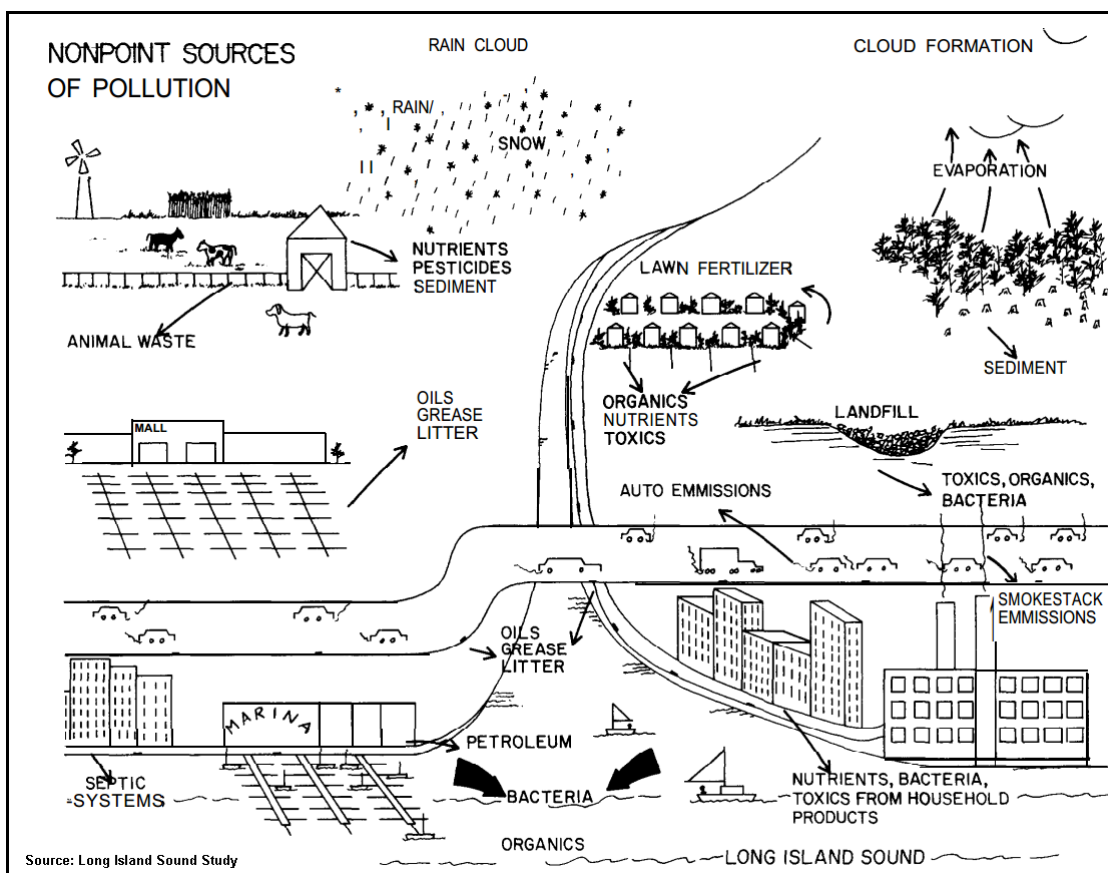 NONPOINT SOURCES
OF POLLUTION
RAIN CLOUD
CLOUD FORMATION
RAIN/
SNOW
EVAPORATION
NUTRIENTS
PESTICIDES
SEDIMENT
LAWN FERTILIZER
ANIMAL WASTE
SEDIMENT
OILS
GREASE
LITTER
ORGANICS
NUTRIENTS
TOXICS
LANDFILL
MALL
AUTO EMMISSIONS
TOXICS, ORGANICS,
BACTERIA
SMOKESTACK
EMMISSIONS
OILS
GREASE
LITTER
MARINA
PETROLEUM
SEPTIC
SYSTEMS
BACTERIA
NUTRIENTS, BACTERIA,
TOXICS FROM HOUSEHOLD
PRODUCTS
ORGANICS
LONG ISLAND SOUND
Source: Long Island Sound Study